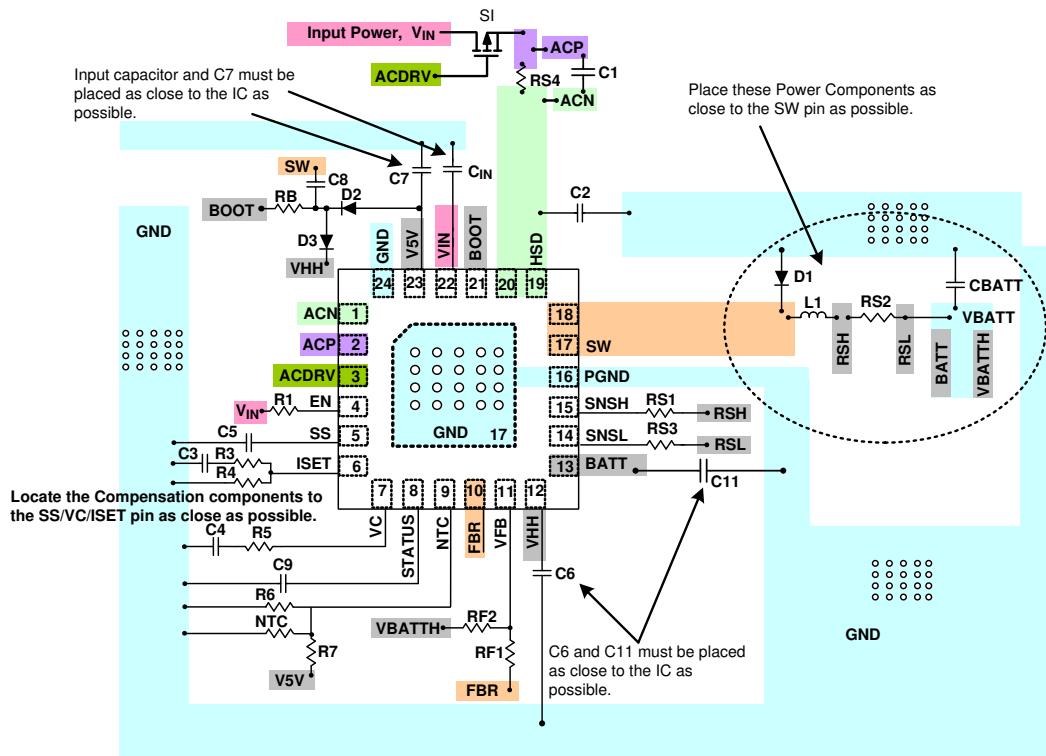 SI
Input Power, VIN
ACP
ACDRV
C1
RS4
ACN
Input capacitor and C7 must be
placed as close to the IC as
possible.
Place these Power Components as
close to the SW pin as possible.
SW
C8
C7
CIN
D2
RB
BOOT
C2
GND
D3
VHH
GND
V5V
VIN
BOOT
HSD
24
23
22
21
20
19
D1
CBATT
L1
RS2
VBATT
RSH
RSL
BATT
VBATTH
ACN
1
18
ACP
2
17
SW
ACDRV
3
16
PGND
VIN
R1
EN
4
15
SNSH
RS1
RSH
C5
SS
5
GND
17
14
SNSL
RS3
RSL
C3
R3
ISET
6
13
BATT
R4
C11
Locate the Compensation components to
the SS/VC/ISET pin as close as possible.
7
8
9
10
11
12
VC
STATUS
NTC
FBR
VFB
VHH
C4
R5
C9
C6
R6
NTC
R7
V5V
VBATTH
RF2
RF1
FBR
C6 and C11 must be placed
as close to the IC as
possible.
GND